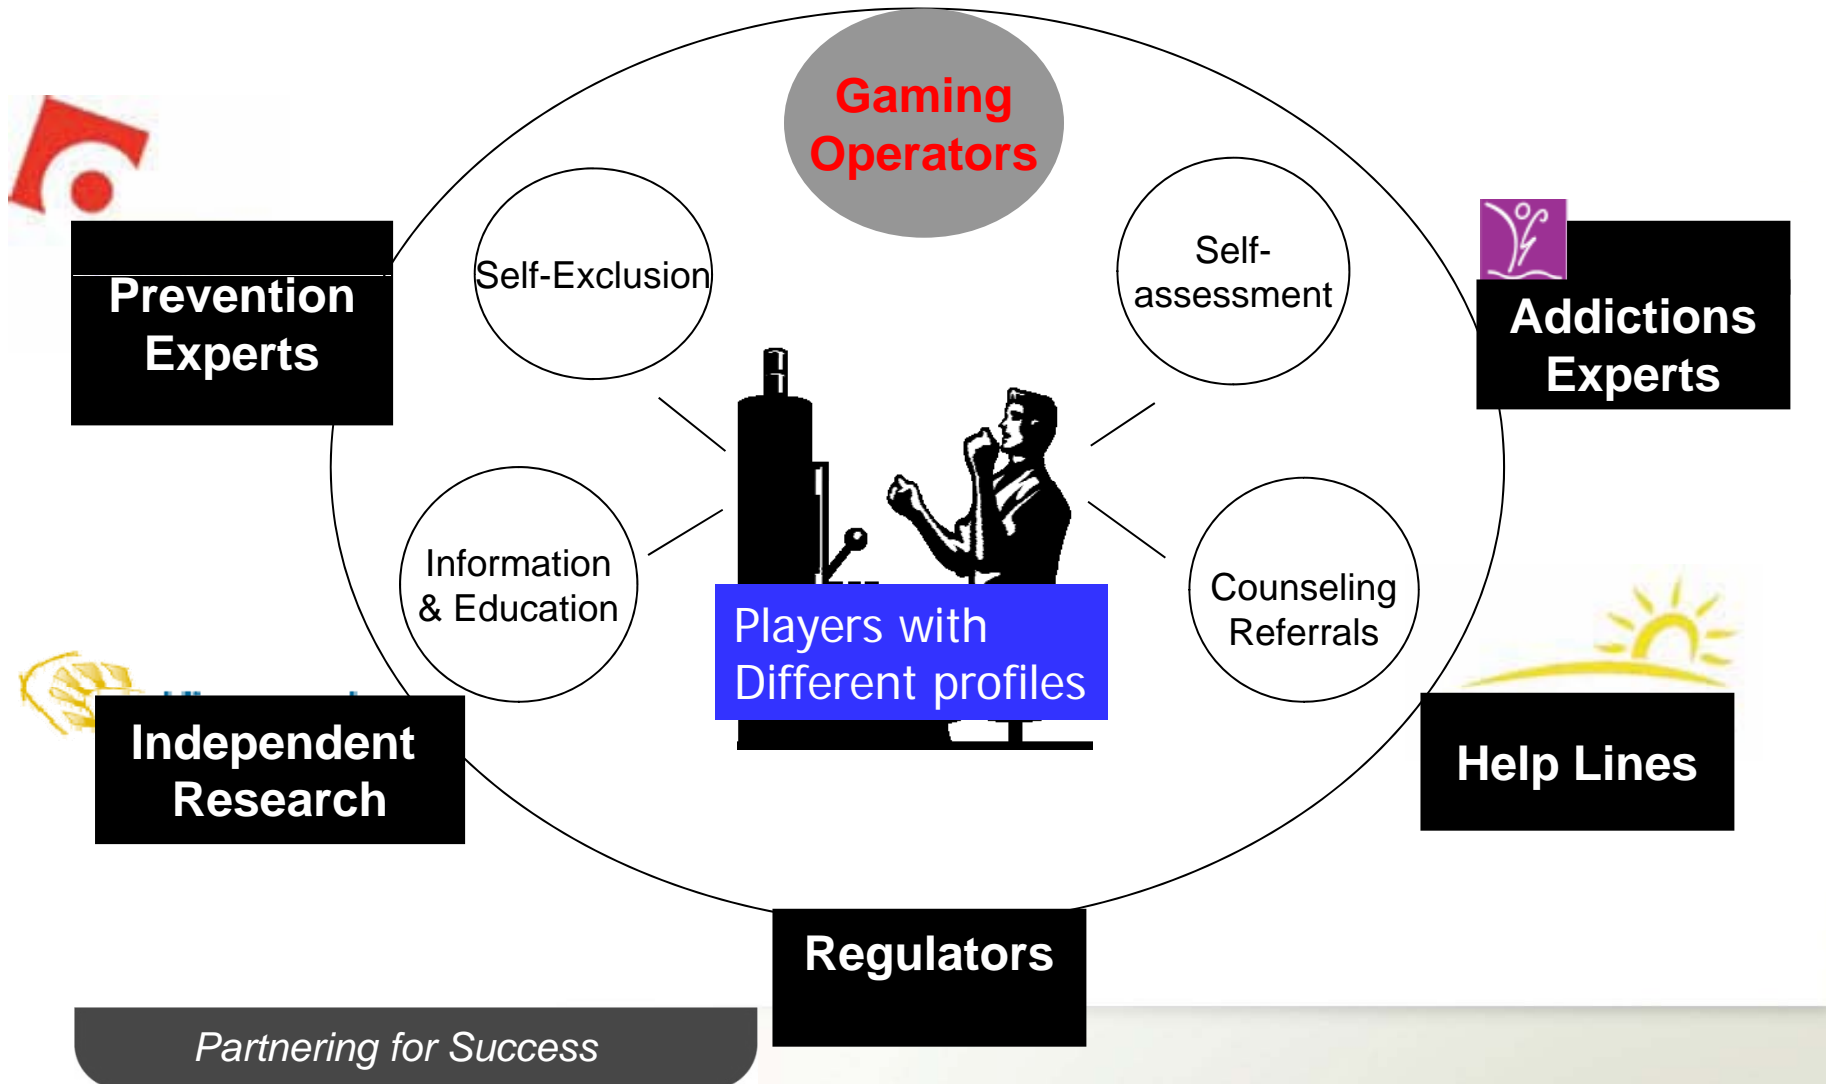 Gaming
Operators
Self-Exclusion
Self-
assessment
Prevention
Experts
Addictions
Experts
Information
& Education
Players with
Different profiles
Counseling
Referrals
Independent
Research
Help Lines
Regulators
Partnering for Success